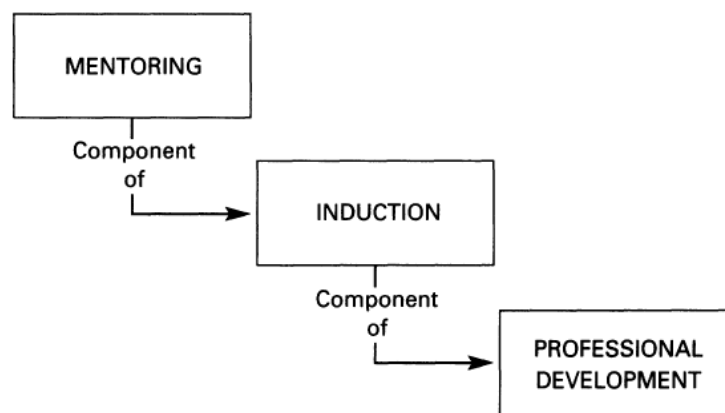 MENTORING
Component
of
INDUCTION
Component
of
PROFESSIONAL
DEVELOPMENT